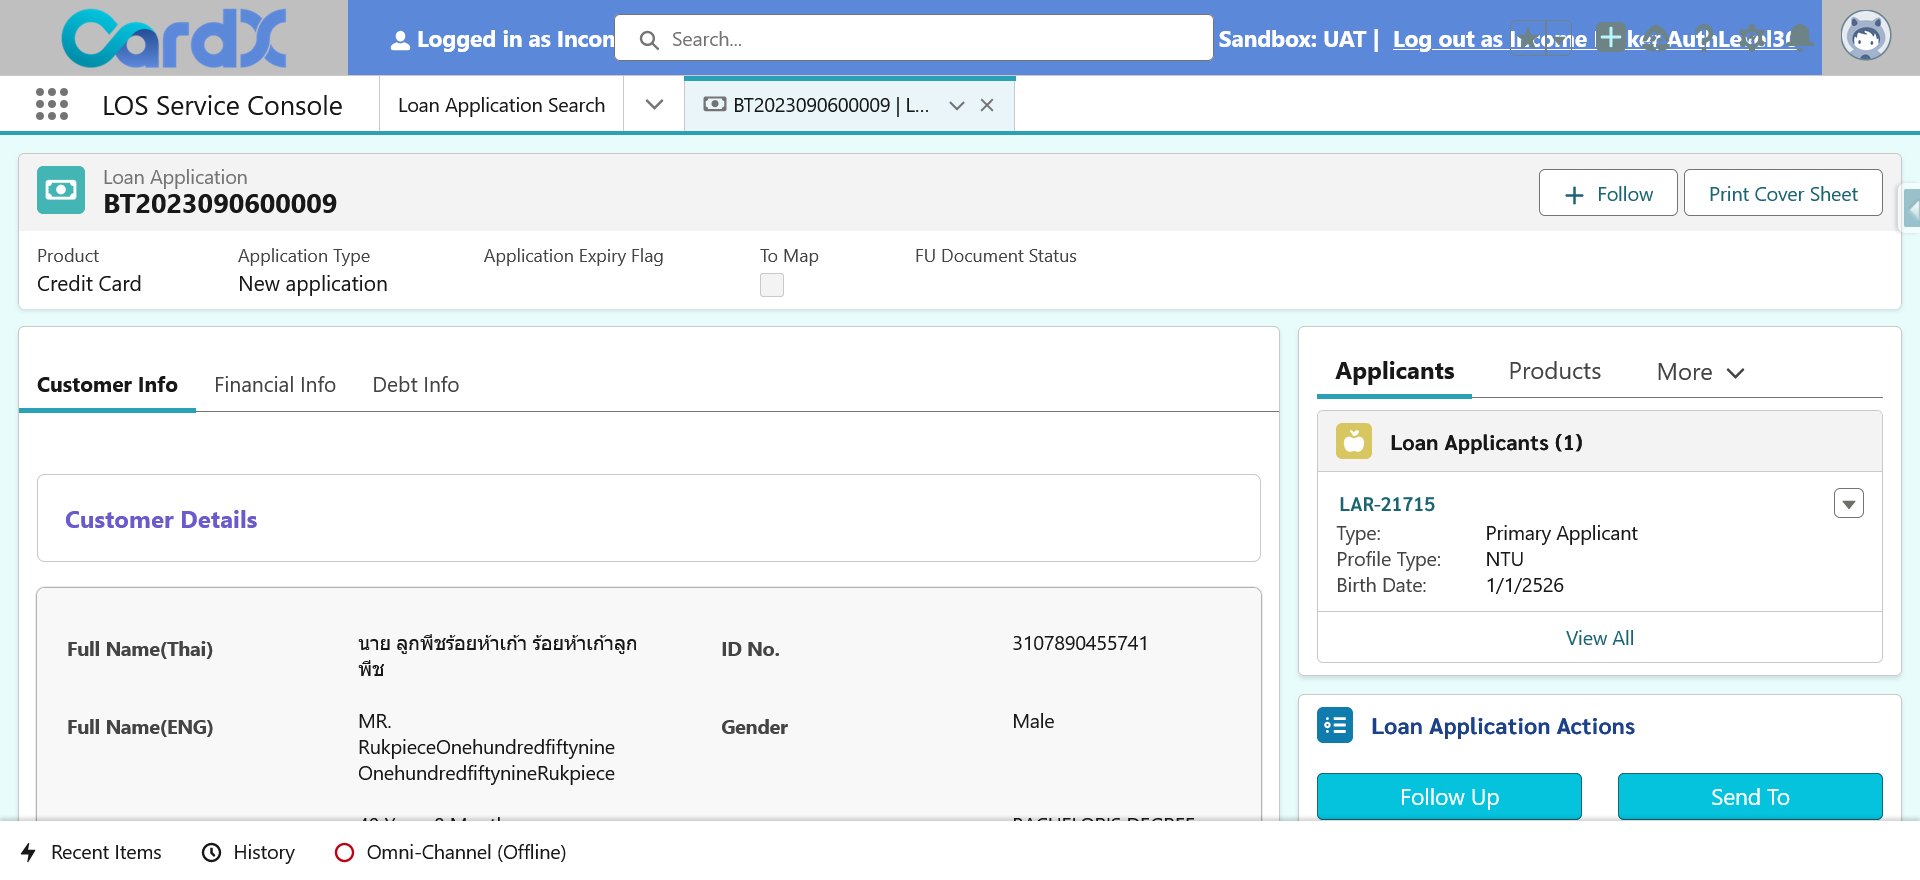 CardX
Logged in as Incom
Search...
Sandbox: UAT |
Log out as Income
LOS Service Console
Loan Application Search
BT2023090600009 | L...
Loan Application
BT2023090600009
Follow
Print Cover Sheet
Product
Application Type
Application Expiry Flag
To Map
FU Document Status
Credit Card
New application
Customer Info
Financial Info
Debt Info
Applicants
Products
More
Loan Applicants (1)
Customer Details
LAR-21715
Type:
Primary Applicant
Profile Type:
NTU
Birth Date:
1/1/2526
View All
Full Name(Thai)
นาย ลูกพีชร้อยห้าเก้า ร้อยห้าเก้าลูก
พีช
ID No.
3107890455741
Full Name(ENG)
MR.
RukpieceOnehundredfiftynine
OnehundredfiftynineRukpiece
Gender
Male
Loan Application Actions
Follow Up
Send To
Recent Items
History
Omni-Channel (Offline)